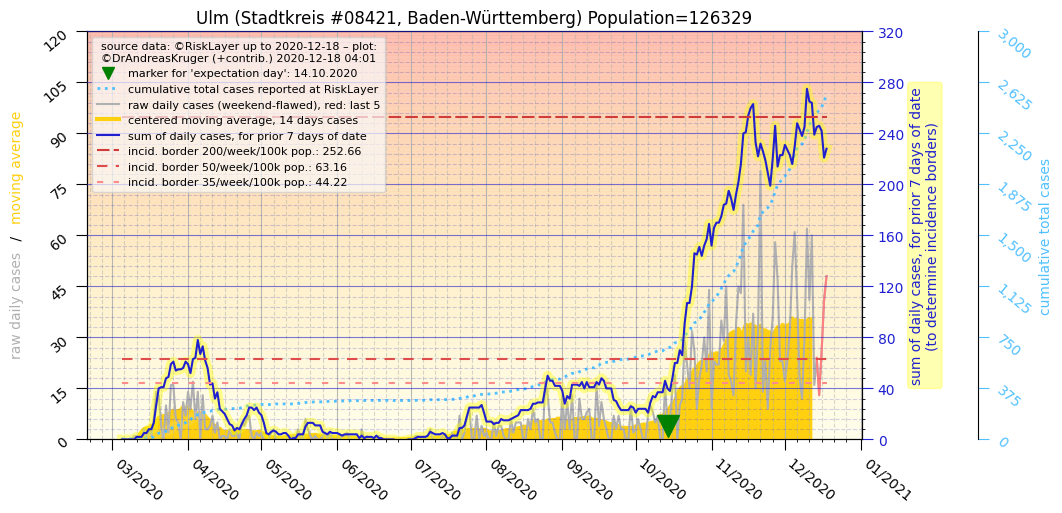 Ulm (Stadtkreis #08421, Baden-Württemberg) Population=126329
source data: ©RiskLayer up to 2020-12-18 – plot:
©DrAndreasKruger (+contrib.) 2020-12-18 04:01
marker for 'expectation day': 14.10.2020
cumulative total cases reported at RiskLayer
raw daily cases (weekend-flawed), red: last 5
centered moving average, 14 days cases
sum of daily cases, for prior 7 days of date
incid. border 200/week/100k pop.: 252.66
incid. border 50/week/100k pop.: 63.16
incid. border 35/week/100k pop.: 44.22
raw daily cases / moving average
120
105
90
75
60
45
30
15
0
03/2020
04/2020
05/2020
06/2020
07/2020
08/2020
09/2020
10/2020
11/2020
12/2020
01/2021
320
280
240
200
160
120
80
40
0
sum of daily cases, for prior 7 days of date
(to determine incidence borders)
3,000
2,625
2,250
1,875
1,500
1,125
750
375
0
cumulative total cases